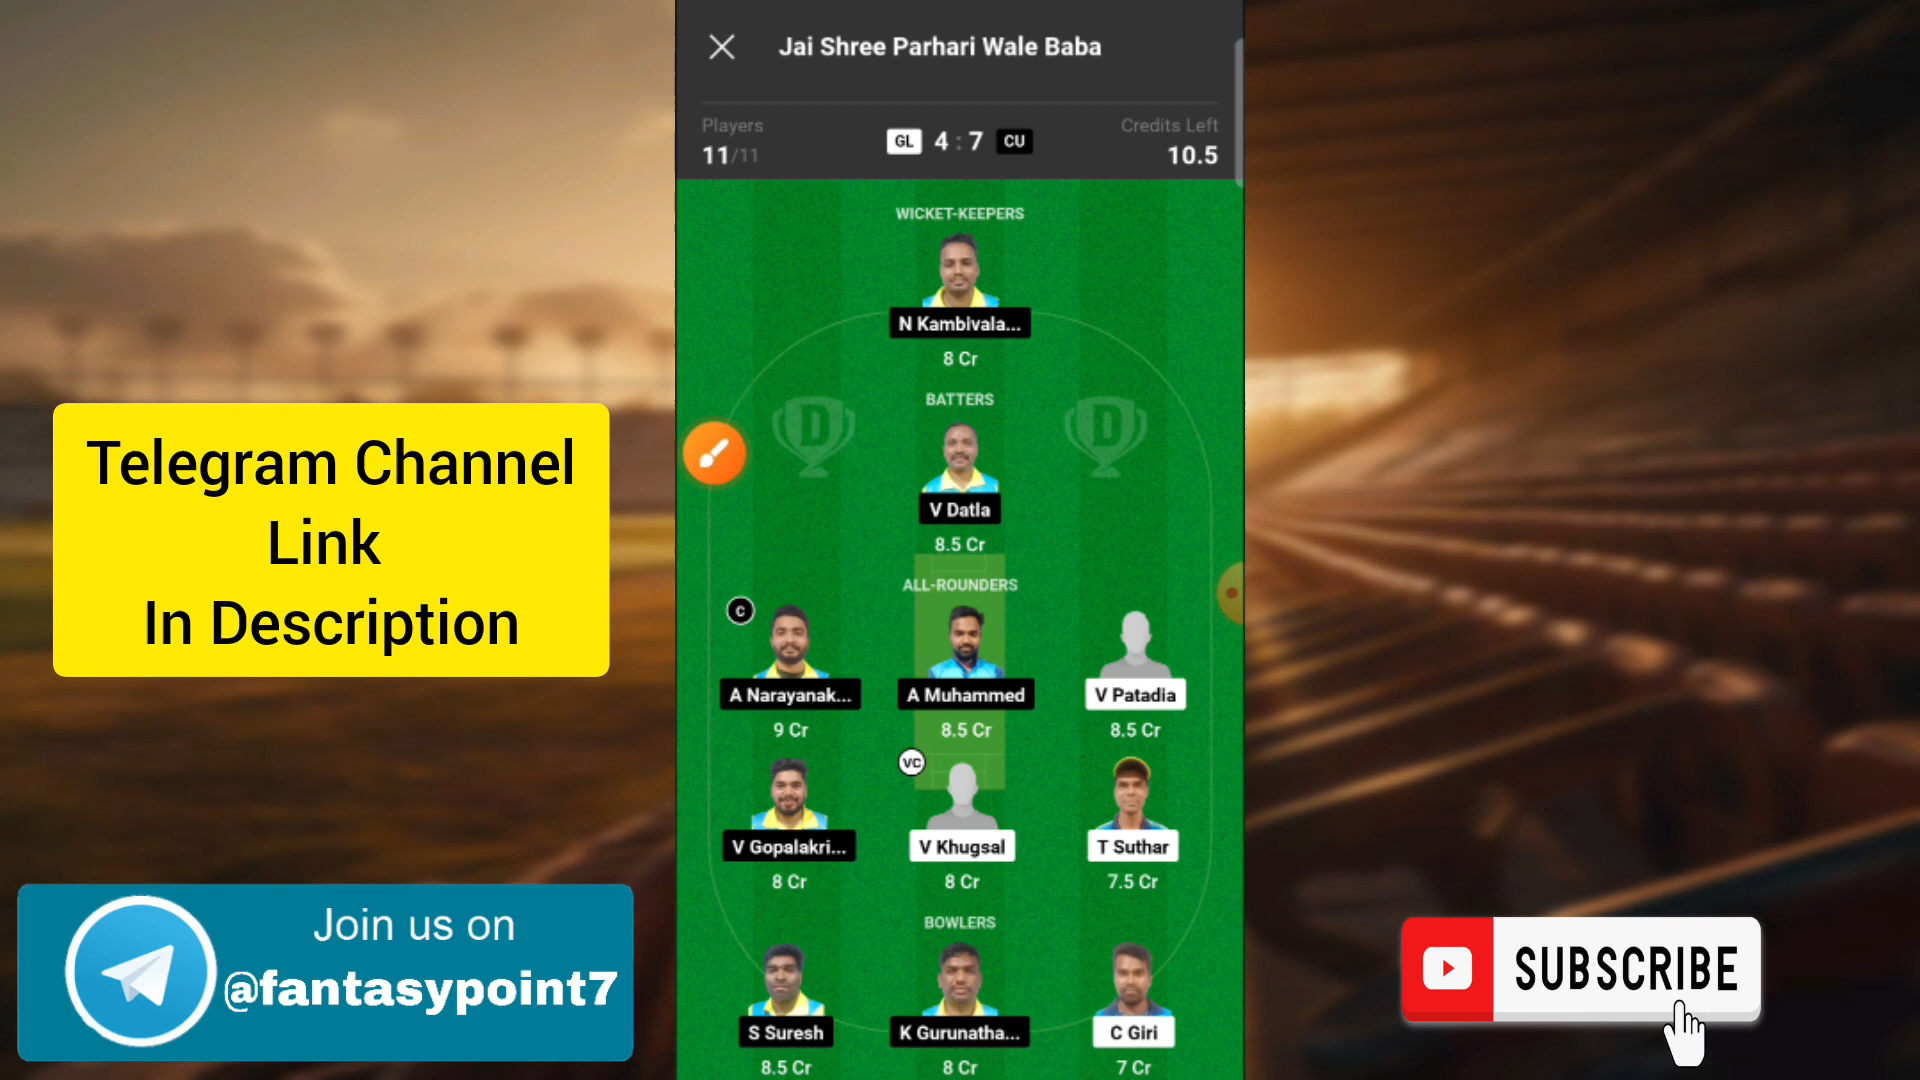 Jai Shree Parhari Wale Baba
Players
11/11
GL 4 : 7 CU
Credits Left
10.5
WICKET-KEEPERS
N Kambivala...
8 Cr
BATTERS
D D
V Datla
8.5 Cr
ALL-ROUNDERS
C
A Narayanak... A Muhammed V Patadia
9 Cr 8.5 Cr 8.5 Cr
VC
V Gopalakri... V Khugsal T Suthar
8 Cr 8 Cr 7.5 Cr
BOWLERS
S Suresh K Gurunatha... C Giri
8.5 Cr 8 Cr 7 Cr
Telegram Channel
Link
In Description
Join us on
@fantasypoint7
SUBSCRIBE